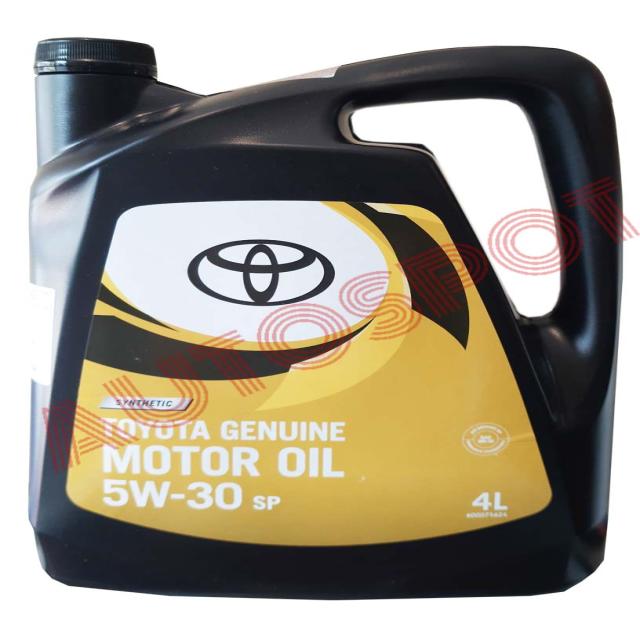 AUTOSPOT
SYNTHETIC
TOYOTA GENUINE
MOTOR OIL
5W-30 SP
4L